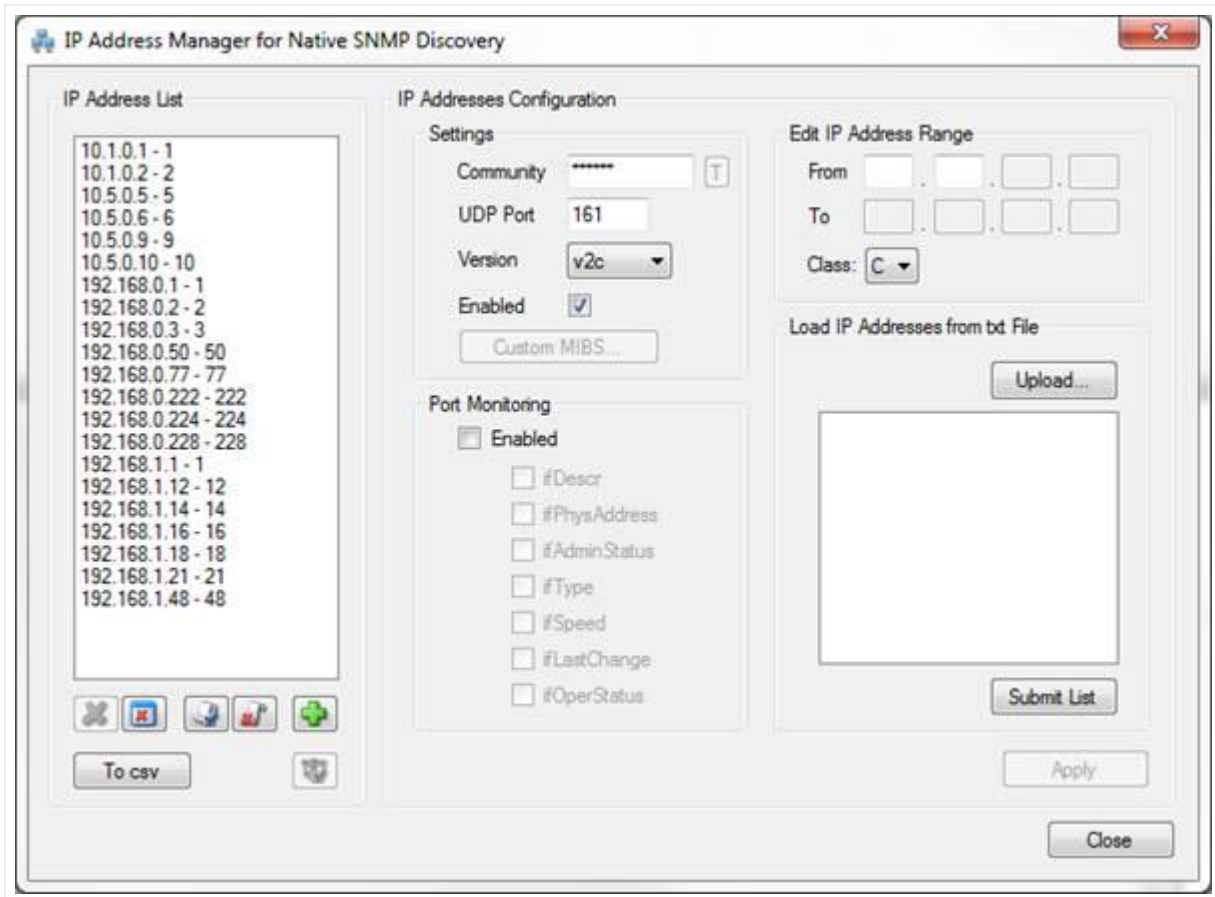 IP Address Manager for Native SNMP Discovery
IP Address List
10.1.0.1 - 1
10.1.0.2 - 2
10.5.0.5 - 5
10.5.0.6 - 6
10.5.0.9 - 9
10.5.0.10 - 10
192.168.0.1 - 1
192.168.0.2 - 2
192.168.0.3 - 3
192.168.0.50 - 50
192.168.0.77 - 77
192.168.0.222 - 222
192.168.0.224 - 224
192.168.0.228 - 228
192.168.1.1 - 1
192.168.1.12 - 12
192.168.1.14 - 14
192.168.1.16 - 16
192.168.1.18 - 18
192.168.1.21 - 21
192.168.1.48 - 48
To csv
IP Addresses Configuration
Settings
Community ****** T
UDP Port 161
Version v2c
Enabled
Custom MIBS...
Port Monitoring
Enabled
ifDescr
ifPhysAddress
ifAdminStatus
ifType
ifSpeed
ifLastChange
ifOperStatus
Edit IP Address Range
From . . .
To . . .
Class: C
Load IP Addresses from txt File
Upload...
Submit List
Apply
Close